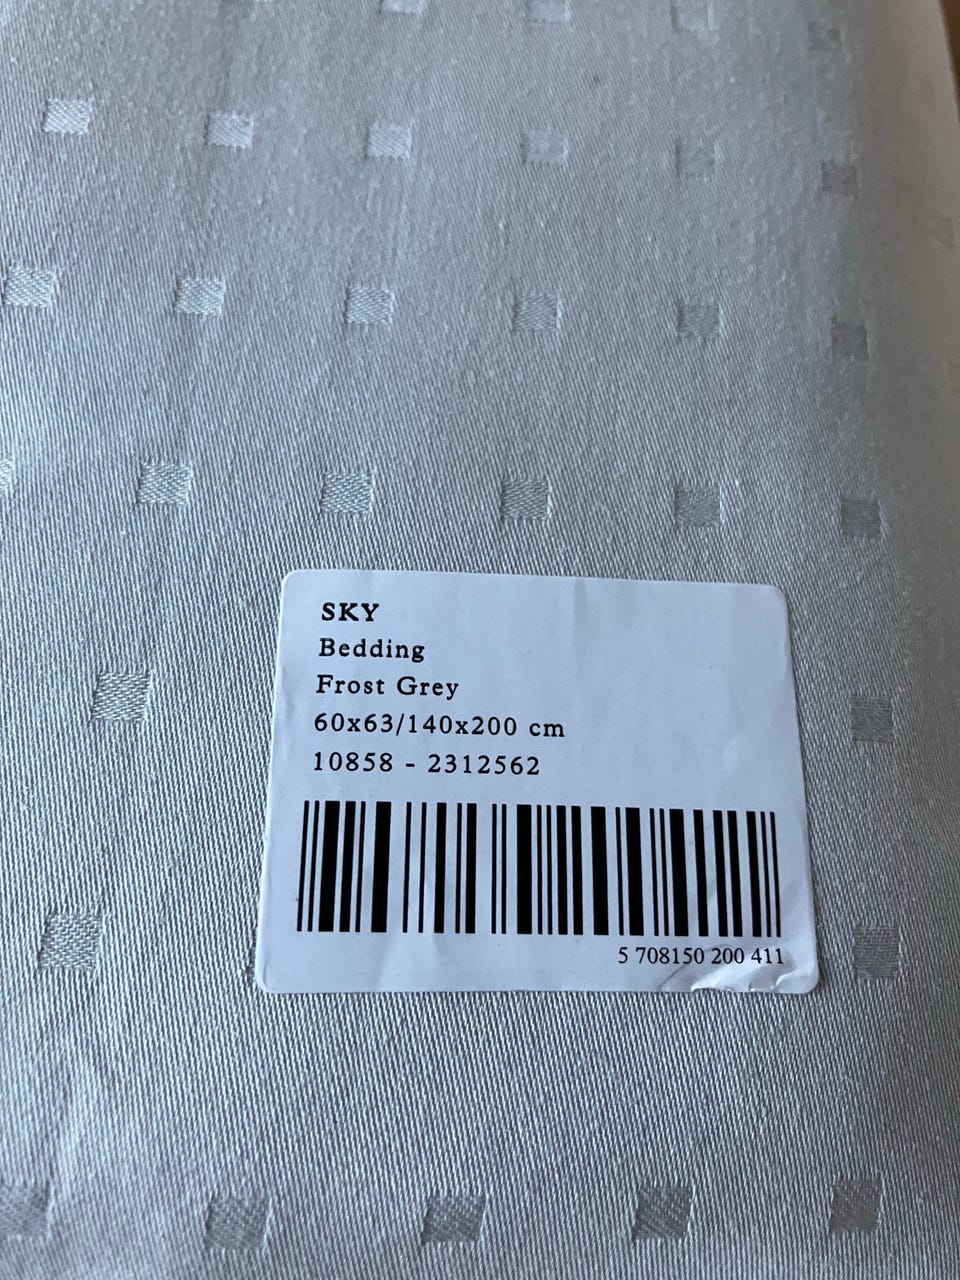 SKY
Bedding
Frost Grey
60x63/140x200 cm
10858 - 2312562
5 708150 200 411